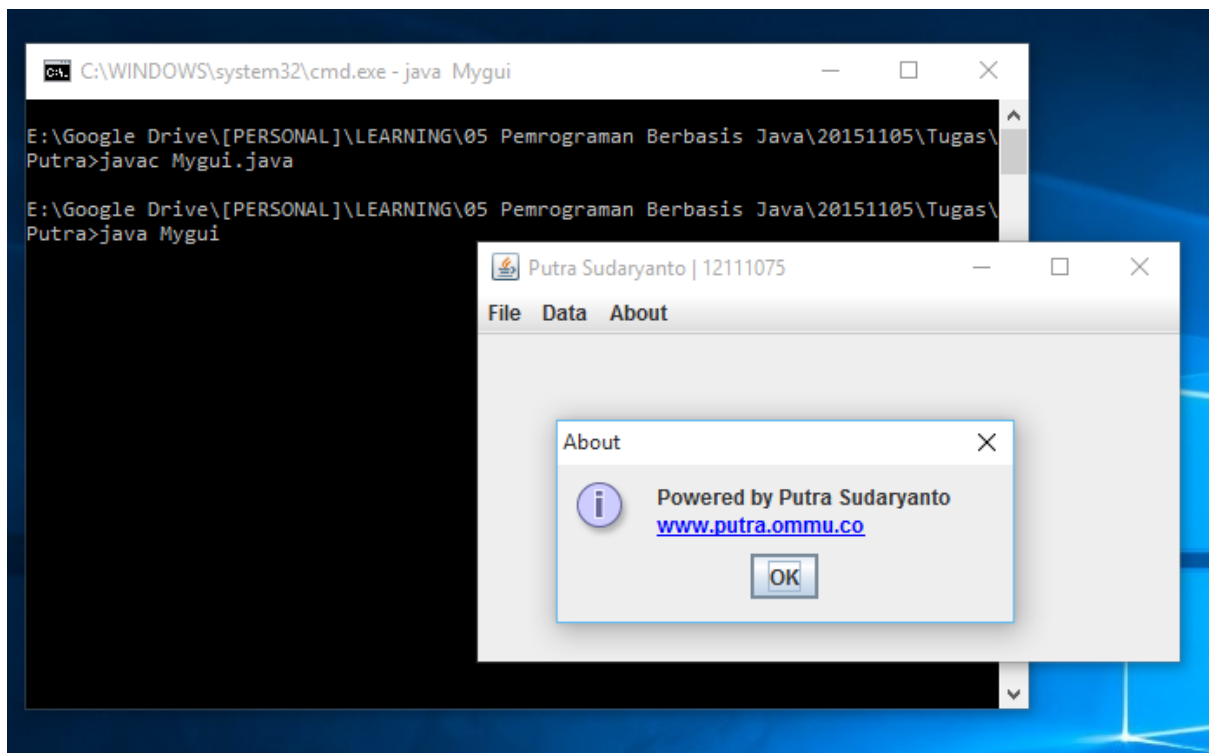 C:\WINDOWS\system32\cmd.exe - java  Mygui
E:\Google Drive\[PERSONAL]\LEARNING\05 Pemrograman Berbasis Java\20151105\Tugas\
Putra>javac Mygui.java
E:\Google Drive\[PERSONAL]\LEARNING\05 Pemrograman Berbasis Java\20151105\Tugas\
Putra>java Mygui
Putra Sudaryanto | 12111075
File Data About
About
Powered by Putra Sudaryanto
www.putra.ommu.co
OK